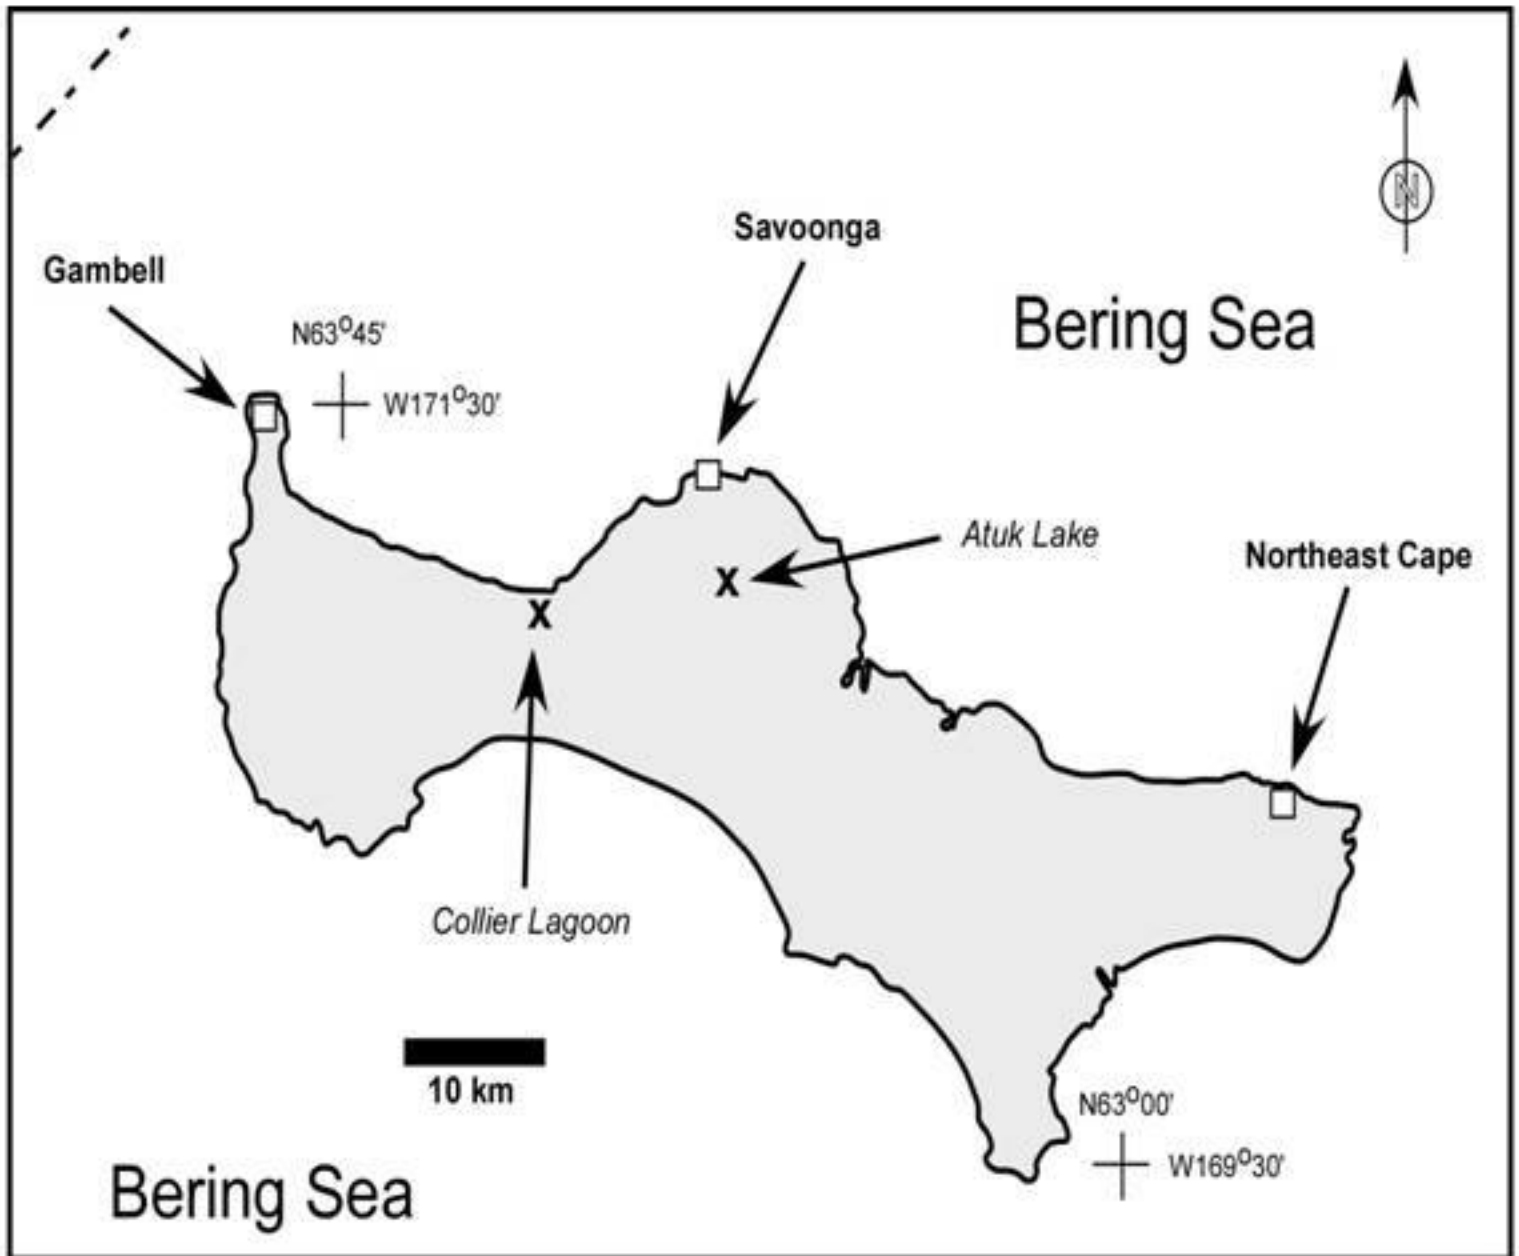 Savoonga
Gambell
N
Bering Sea
N63°45'
W171°30'
Atuk Lake
Northeast Cape
X
X
Collier Lagoon
10 km
N63°00'
W169°30'
Bering Sea